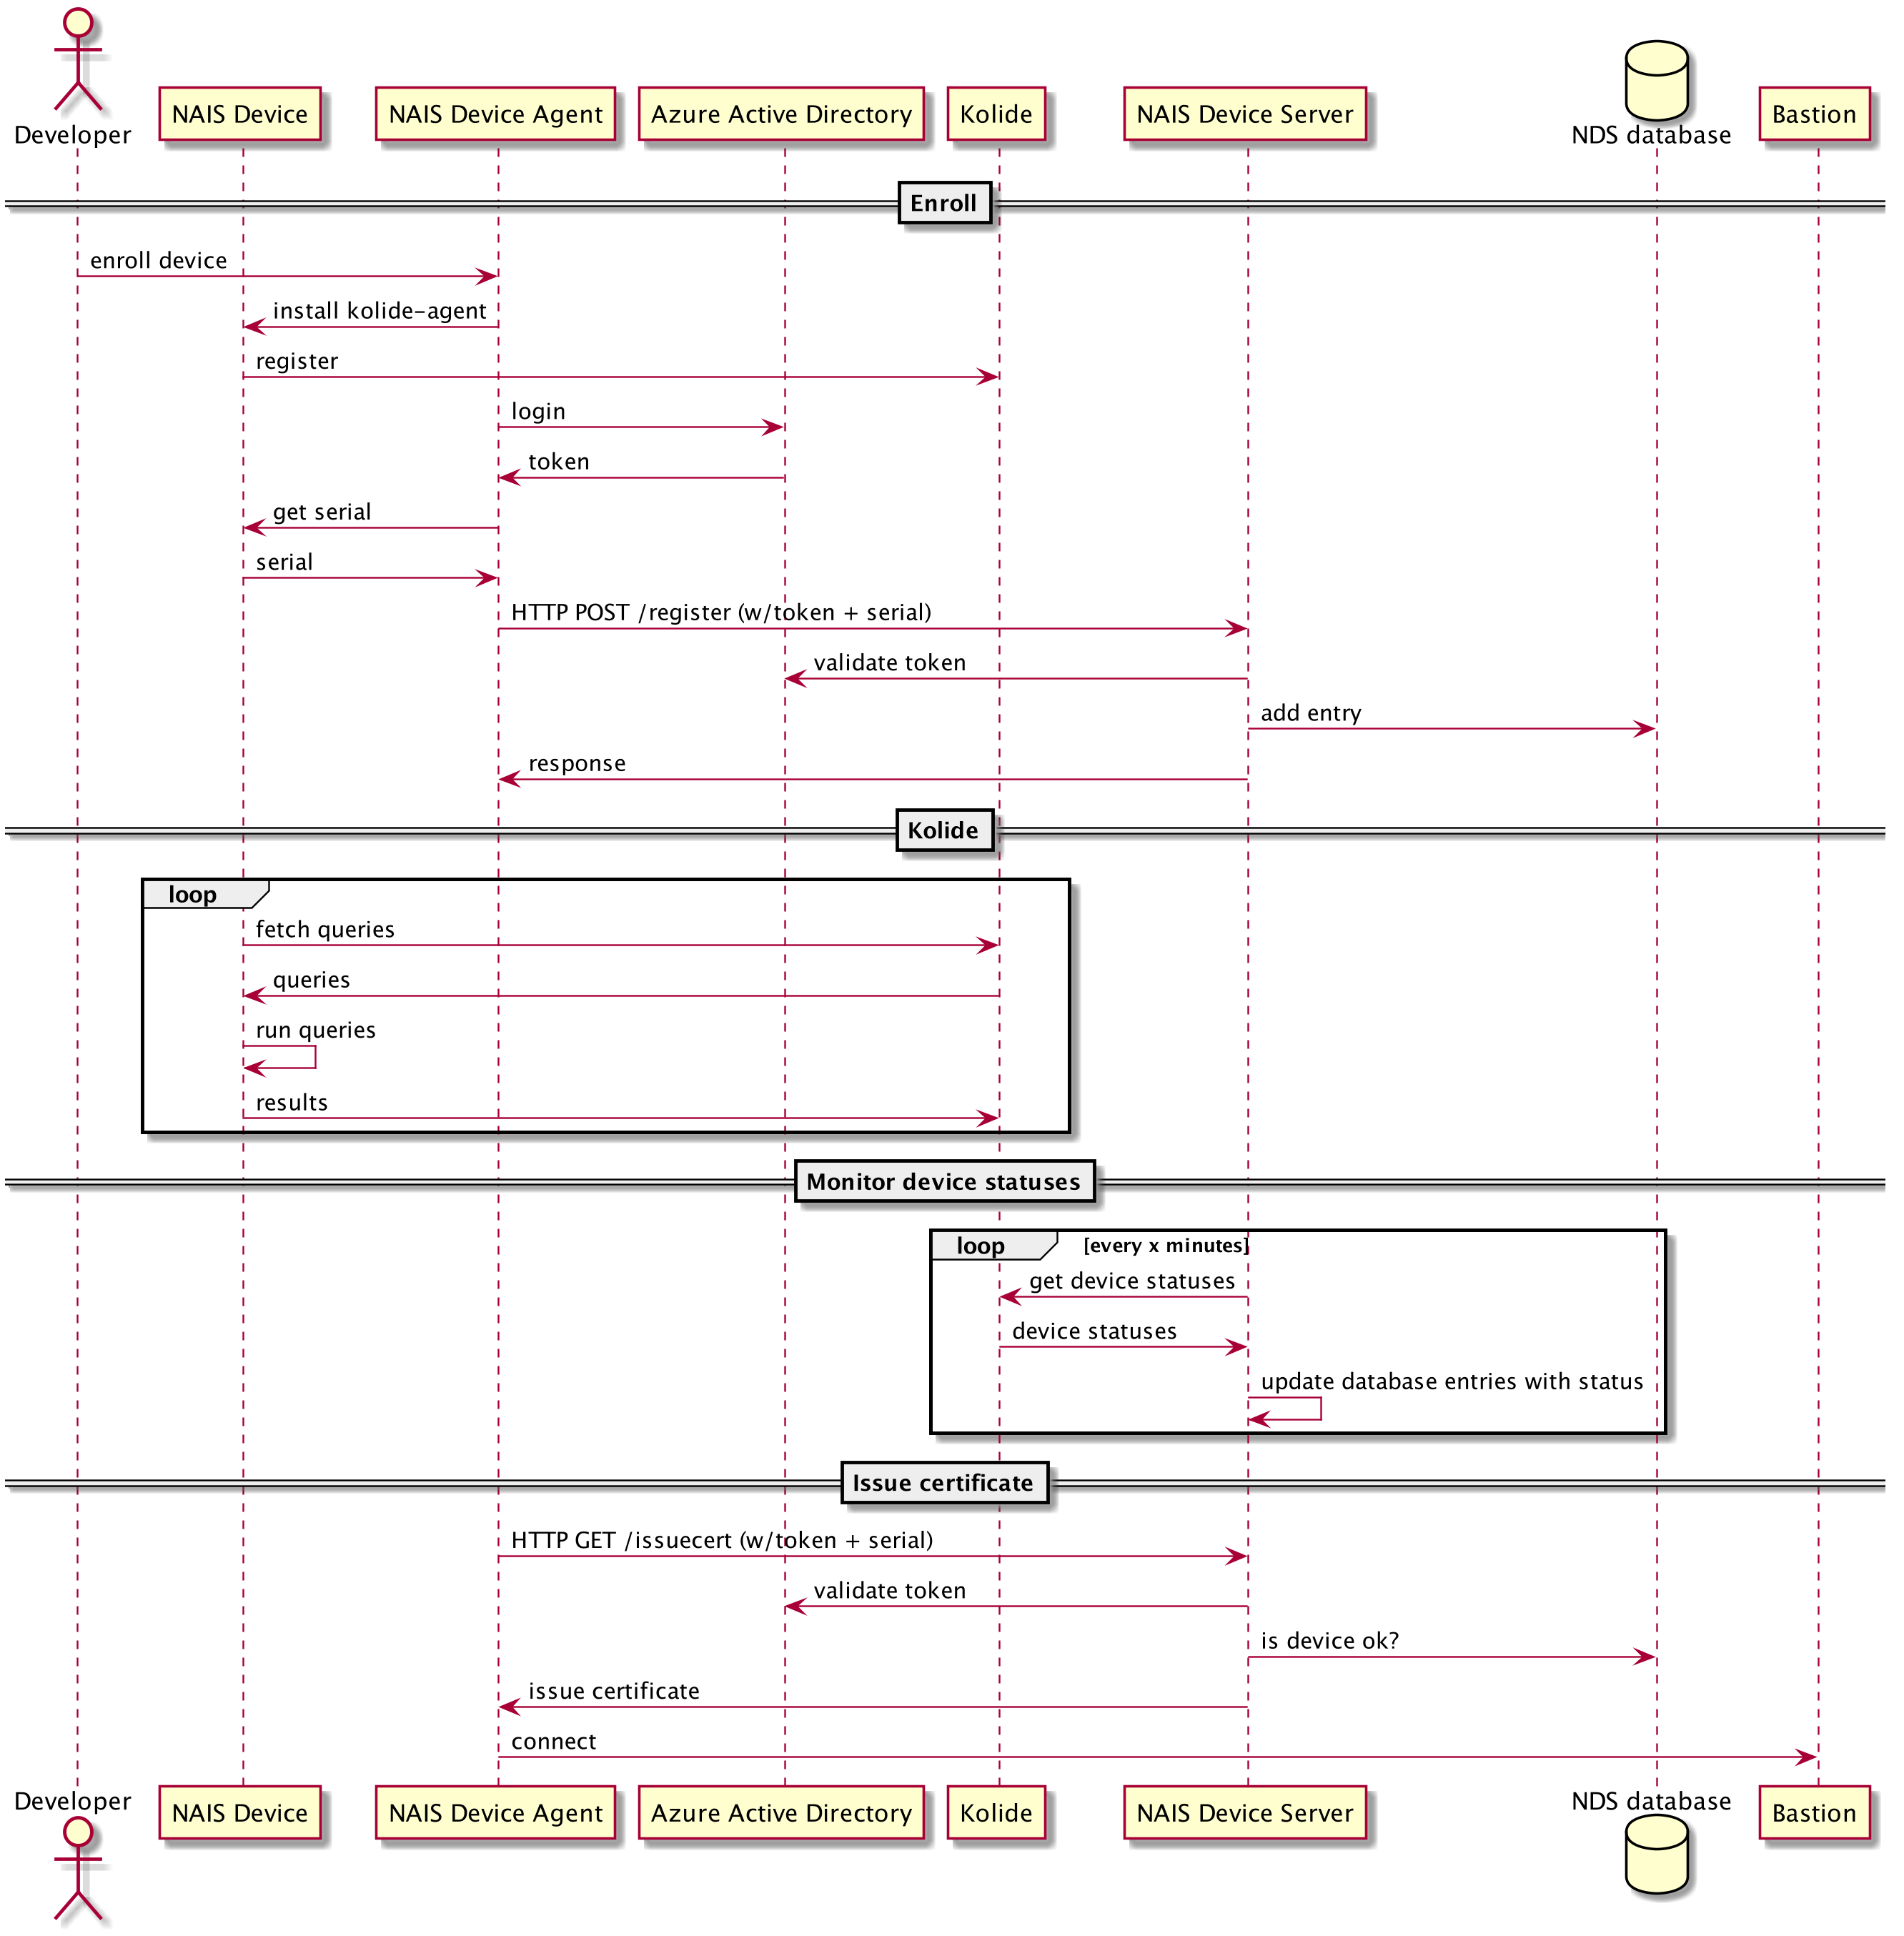 Developer
NAIS Device
NAIS Device Agent
Azure Active Directory
Kolide
NAIS Device Server
NDS database
Bastion
Enroll
enroll device
install kolide-agent
register
login
token
get serial
serial
HTTP POST /register (w/token + serial)
validate token
add entry
response
Kolide
loop
fetch queries
queries
run queries
results
Monitor device statuses
loop [every x minutes]
get device statuses
device statuses
update database entries with status
Issue certificate
HTTP GET /issuecert (w/token + serial)
validate token
is device ok?
issue certificate
connect
Developer
NAIS Device
NAIS Device Agent
Azure Active Directory
Kolide
NAIS Device Server
NDS database
Bastion